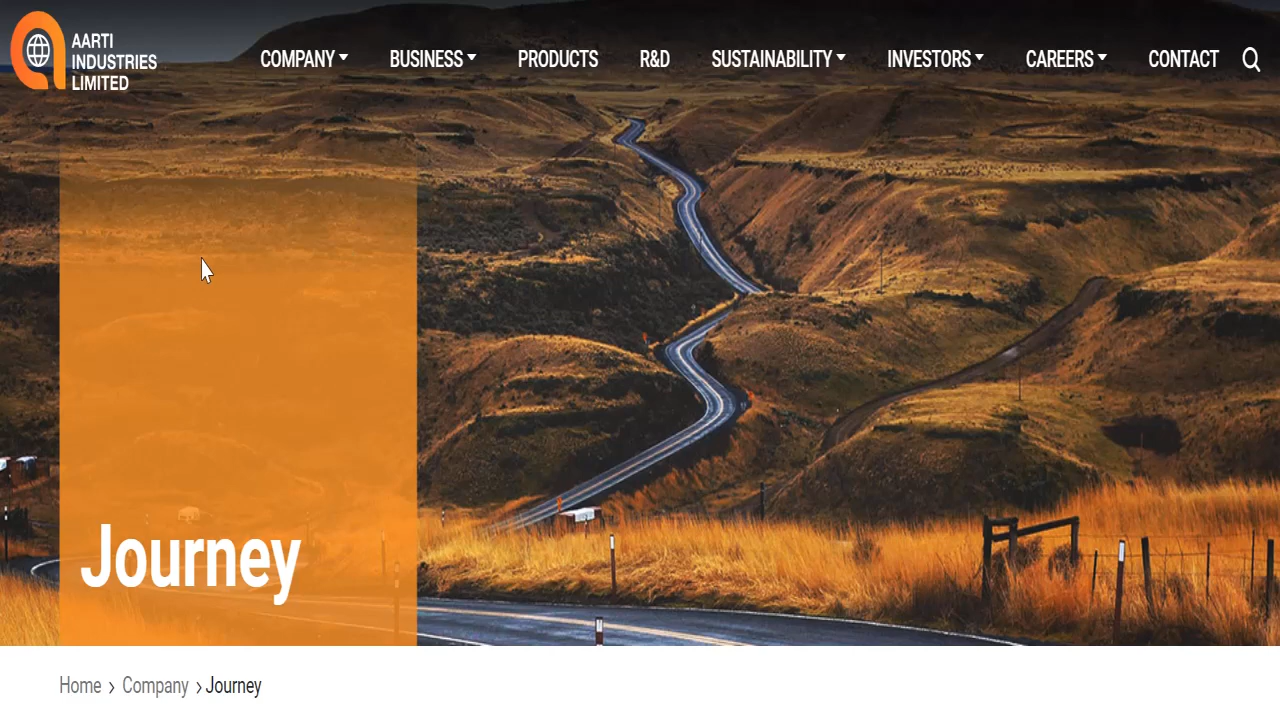 AARTI
INDUSTRIES
LIMITED
COMPANY BUSINESS PRODUCTS R&D SUSTAINABILITY INVESTORS CAREERS CONTACT
Journey
Home › Company › Journey